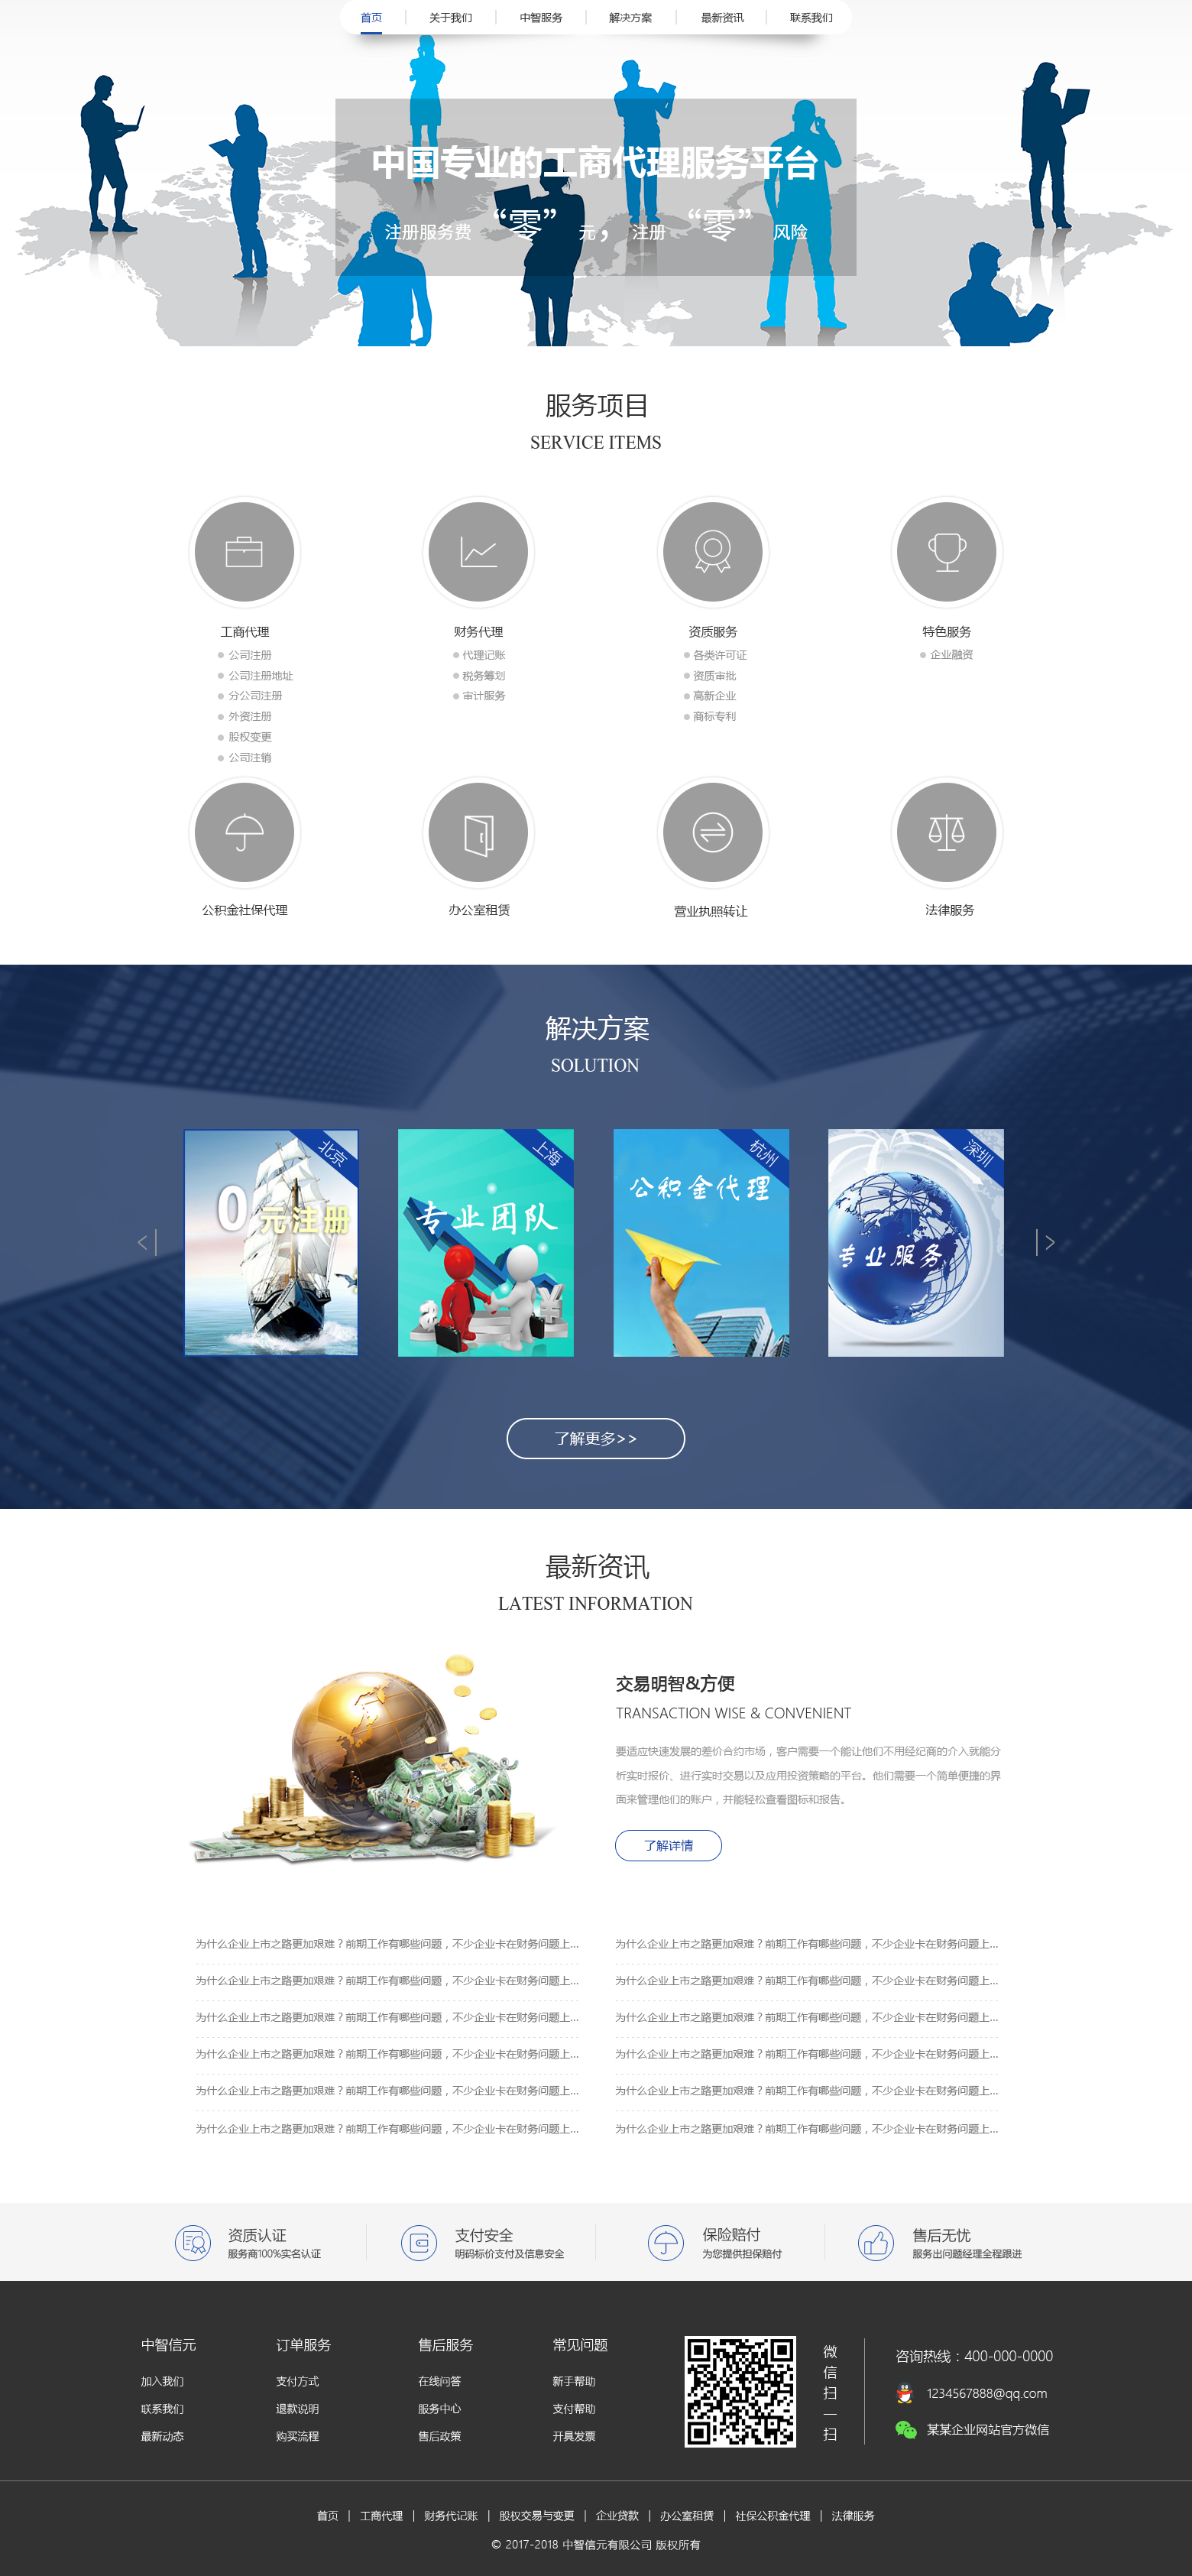 首页 关于我们 中智服务 解决方案 最新资讯 联系我们
中国专业的工商代理服务平台
注册服务费 “零” 元， 注册 “零” 风险
服务项目
SERVICE ITEMS
工商代理 财务代理 资质服务 特色服务
公司注册 代理记账 各类许可证 企业融资
公司注册地址 税务筹划 资质审批
分公司注册 审计服务 高新企业
外资注册 商标专利
股权变更
公司注销
公积金社保代理 办公室租赁 营业执照转让 法律服务
解决方案
SOLUTION
北京 上海 杭州 深圳
0元注册 专业团队 公积金代理 专业服务
< >
了解更多>>
最新资讯
LATEST INFORMATION
交易明智&方便
TRANSACTION WISE & CONVENIENT
要适应快速发展的差价合约市场，客户需要一个能让他们不用经纪商的介入就能分
析实时报价、进行实时交易以及应用投资策略的平台。他们需要一个简单便捷的界
面来管理他们的账户，并能轻松查看图标和报告。
了解详情
为什么企业上市之路更加艰难？前期工作有哪些问题，不少企业卡在财务问题上... 为什么企业上市之路更加艰难？前期工作有哪些问题，不少企业卡在财务问题上...
为什么企业上市之路更加艰难？前期工作有哪些问题，不少企业卡在财务问题上... 为什么企业上市之路更加艰难？前期工作有哪些问题，不少企业卡在财务问题上...
为什么企业上市之路更加艰难？前期工作有哪些问题，不少企业卡在财务问题上... 为什么企业上市之路更加艰难？前期工作有哪些问题，不少企业卡在财务问题上...
为什么企业上市之路更加艰难？前期工作有哪些问题，不少企业卡在财务问题上... 为什么企业上市之路更加艰难？前期工作有哪些问题，不少企业卡在财务问题上...
为什么企业上市之路更加艰难？前期工作有哪些问题，不少企业卡在财务问题上... 为什么企业上市之路更加艰难？前期工作有哪些问题，不少企业卡在财务问题上...
为什么企业上市之路更加艰难？前期工作有哪些问题，不少企业卡在财务问题上... 为什么企业上市之路更加艰难？前期工作有哪些问题，不少企业卡在财务问题上...
资质认证 支付安全 保险赔付 售后无忧
服务商100%实名认证 明码标价支付及信息安全 为您提供担保赔付 服务出问题经理全程跟进
中智信元 订单服务 售后服务 常见问题
加入我们 支付方式 在线问答 新手帮助
联系我们 退款说明 服务中心 支付帮助
最新动态 购买流程 售后政策 开具发票
微信扫一扫
咨询热线：400-000-0000
1234567888@qq.com
某某企业网站官方微信
首页 | 工商代理 | 财务代记账 | 股权交易与变更 | 企业贷款 | 办公室租赁 | 社保公积金代理 | 法律服务
© 2017-2018 中智信元有限公司 版权所有